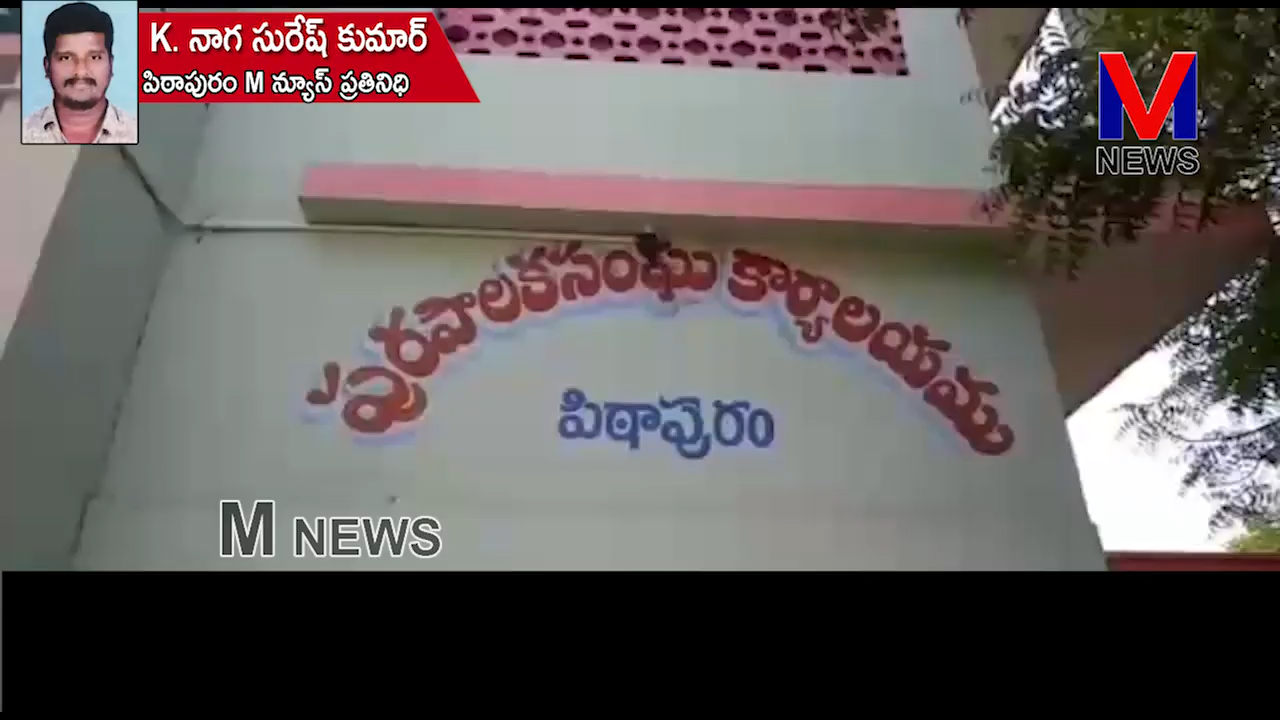 K. నాగ సురేష్ కుమార్
పిఠాపురం M న్యూస్ ప్రతినిధి
M
NEWS
పురపాలకసంఘ కార్యాలయము
పిఠాపురం
M NEWS